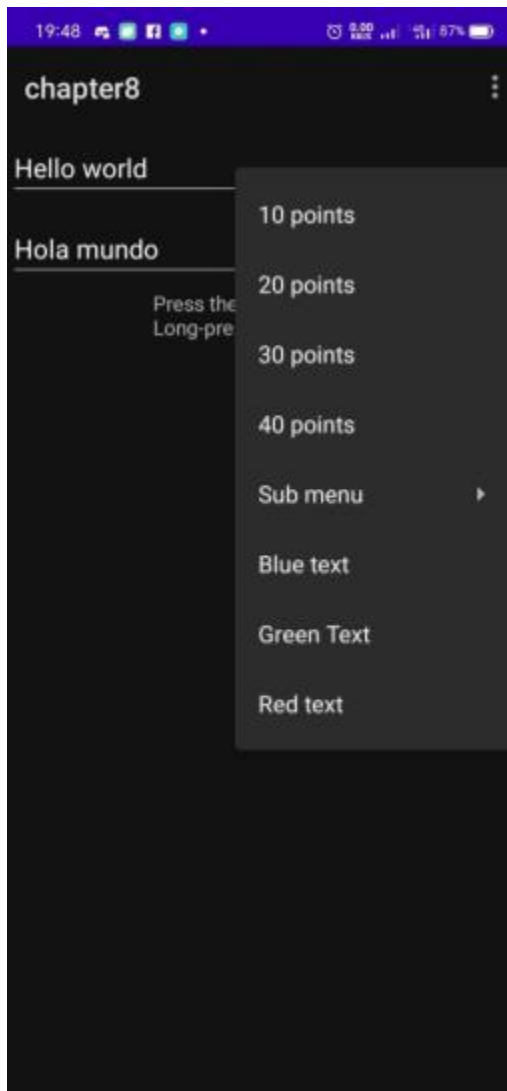 19:48 87%
chapter8
Hello world
Hola mundo
Press the
Long-pre
10 points
20 points
30 points
40 points
Sub menu
Blue text
Green Text
Red text